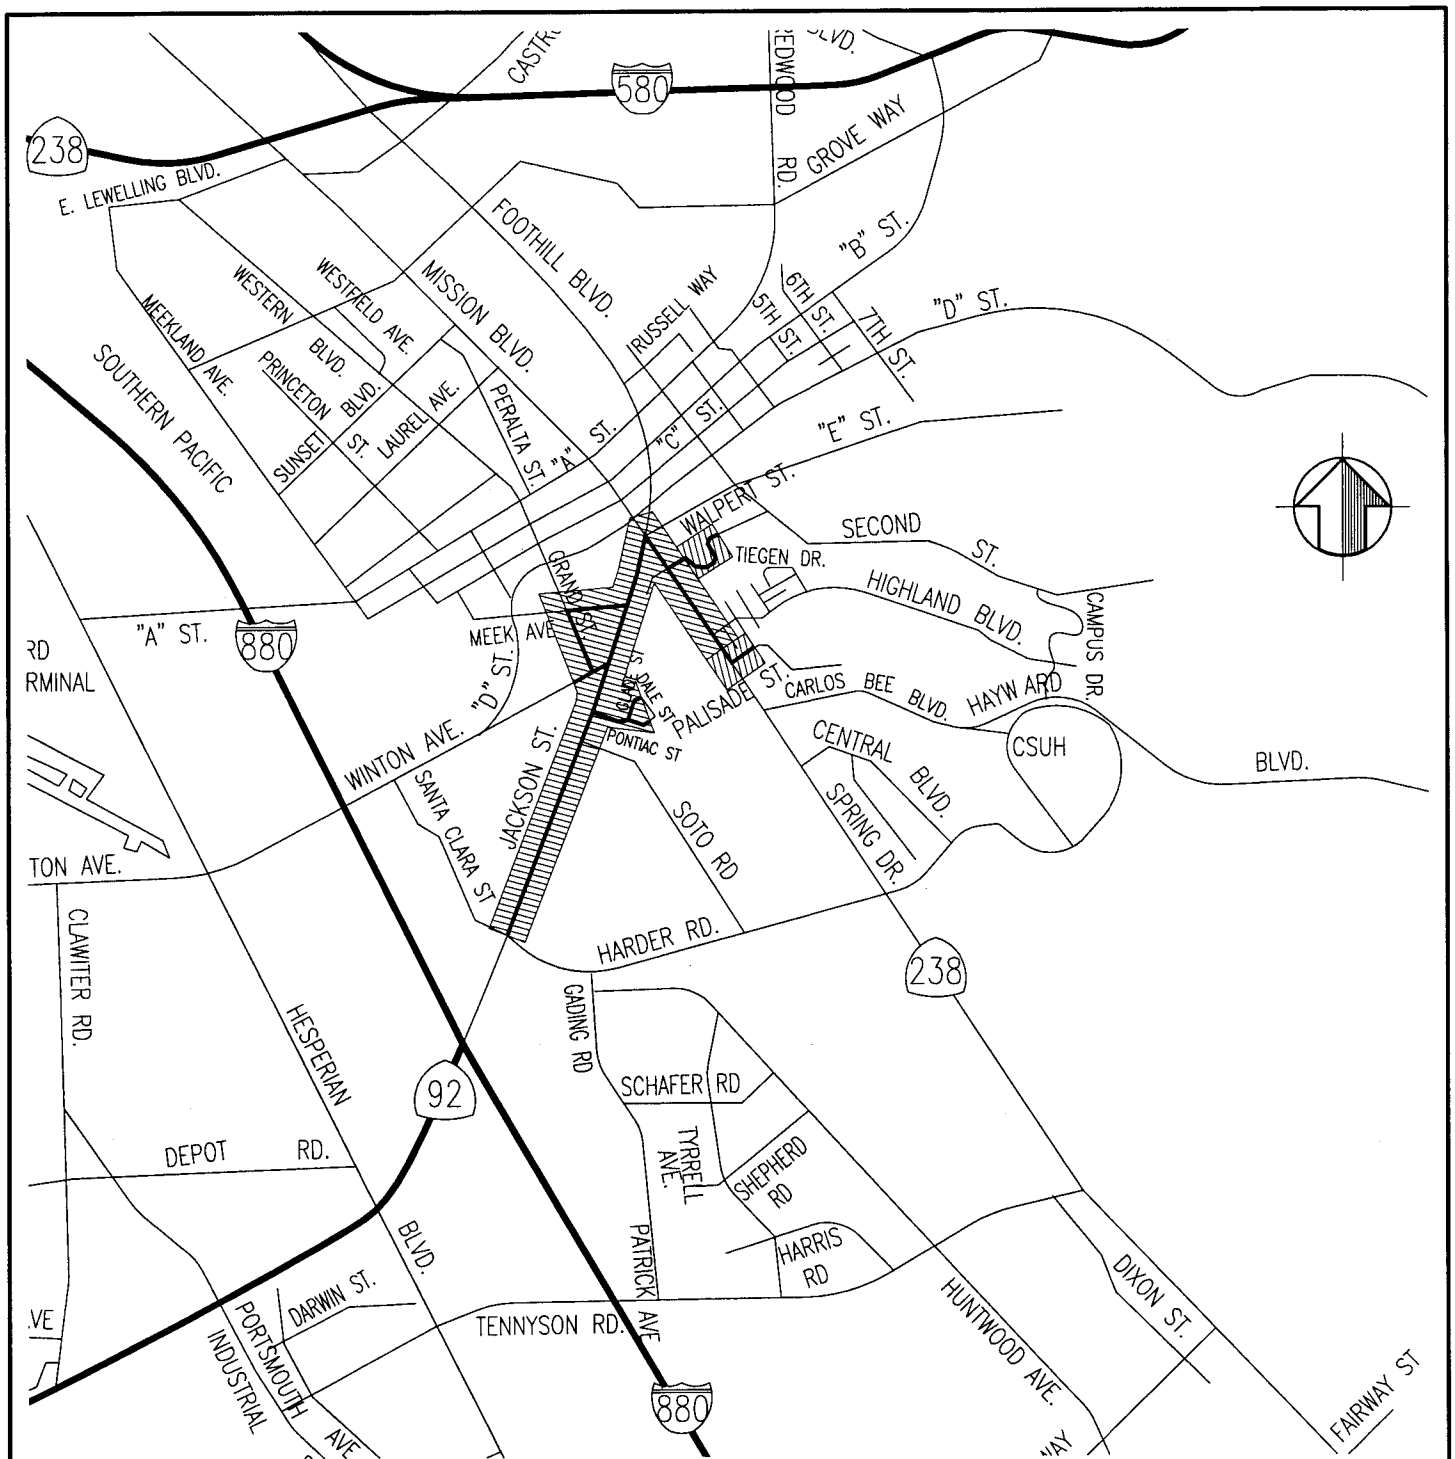 580
238
CASTRO
REDWOOD
RD.
BLVD.
GROVE WAY
E. LEWELLING BLVD.
FOOTHILL BLVD.
MISSION BLVD.
"B" ST.
WESTERN
BLVD.
WESTFIELD AVE.
RUSSELL WAY
6TH ST.
5TH ST.
7TH ST.
"D" ST.
MEEKLAND AVE.
SOUTHERN PACIFIC
PRINCETON
ST.
SUNSET BLVD.
LAUREL AVE.
PERALTA ST.
"A" ST.
"C" ST.
"E" ST.
WALPERT ST.
SECOND
ST.
TIEGEN DR.
HIGHLAND BLVD.
CAMPUS DR.
GRAND ST.
MEEK AVE
"A" ST.
880
RD
RMINAL
"D" ST.
DALE ST
PALISADE ST.
CARLOS BEE BLVD.
HAYWARD
BLVD.
PONTIAC ST
WINTON AVE.
JACKSON ST.
CENTRAL
BLVD.
CSUH
SANTA CLARA ST
SOTO RD
SPRING DR.
TON AVE.
CLAWITER RD.
HARDER RD.
238
GADING RD
HESPERIAN
BLVD.
92
SCHAFER RD
TYRRELL
AVE.
SHEPHERD
RD
DEPOT RD.
PATRICK AVE
HARRIS
RD
DIXON ST.
HUNTWOOD AVE.
DARWIN ST.
TENNYSON RD.
PORTSMOUTH AVE
INDUSTRIAL
VE
880
FAIRWAY ST
WAY